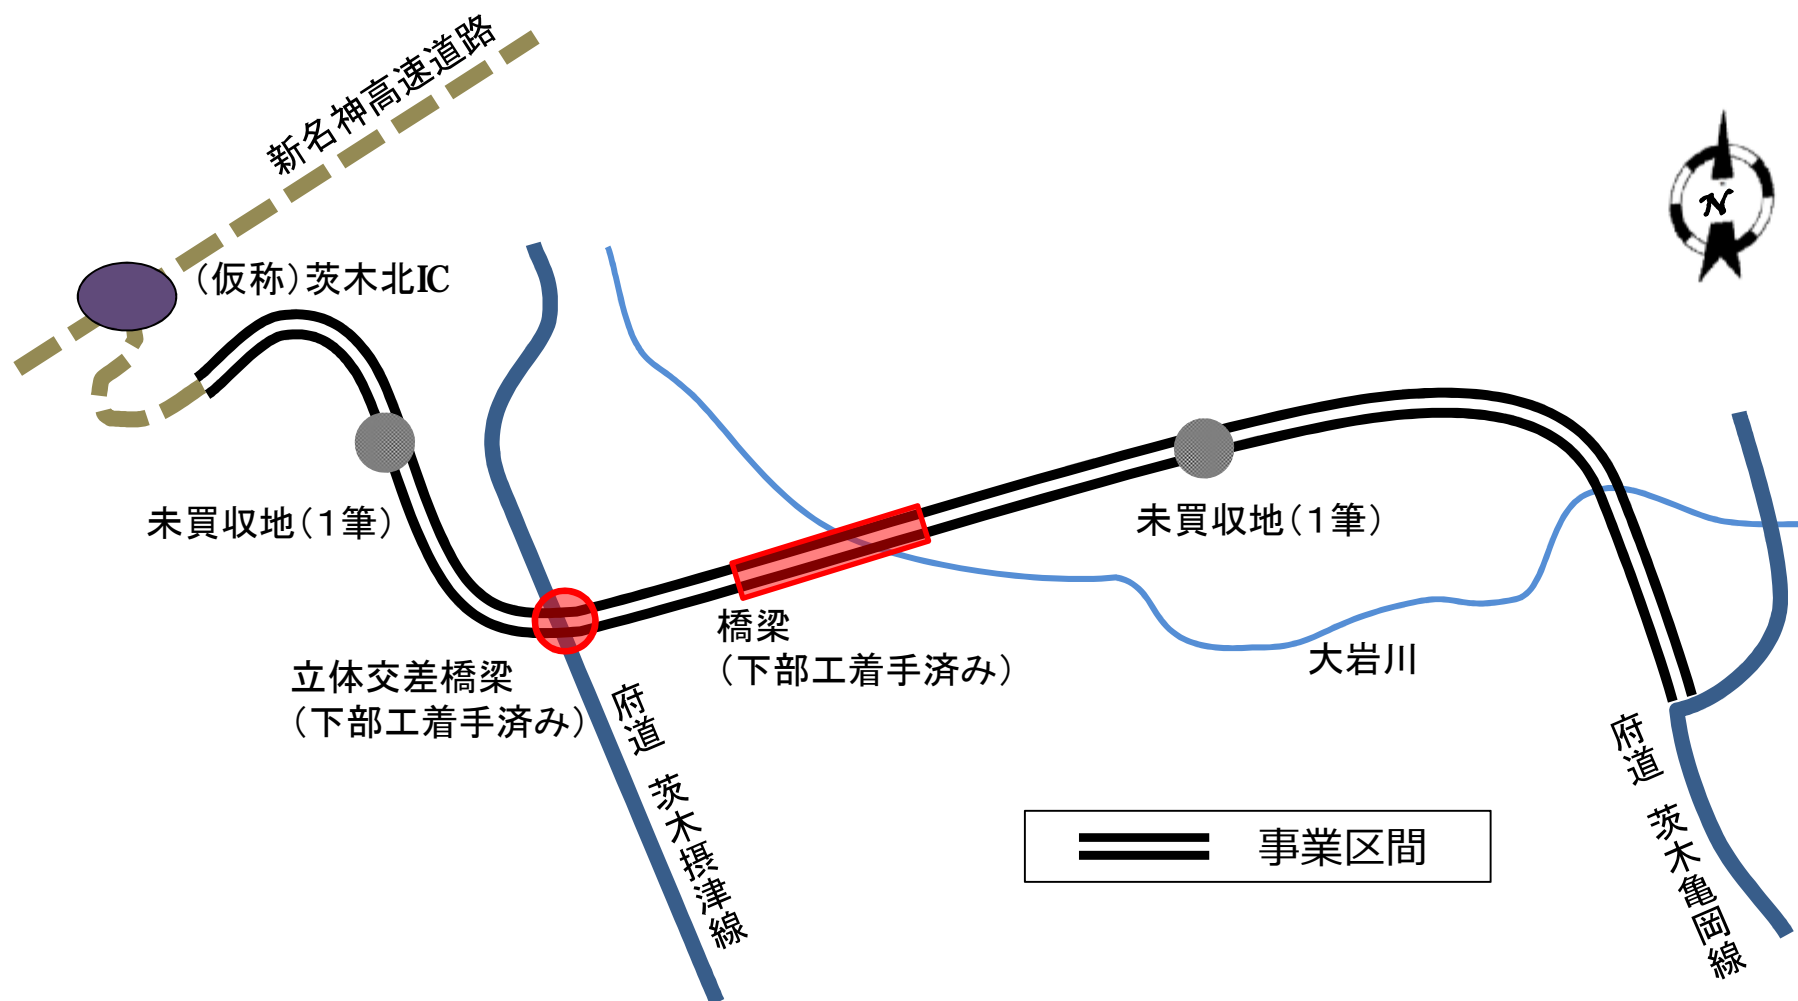 新名神高速道路
N
（仮称）茨木北IC
未買収地（１筆）
未買収地（１筆）
橋梁
（下部工着手済み）
大岩川
立体交差橋梁
（下部工着手済み）
府道 茨木摂津線
府道 茨木亀岡線
事業区間